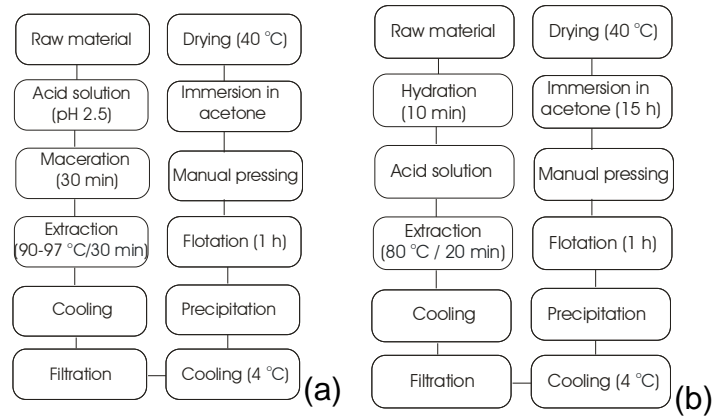 Raw material
Acid solution
(pH 2.5)
Maceration
(30 min)
Extraction
(90-97 °C/30 min)
Cooling
Filtration
Drying (40 °C)
Immersion in
acetone
Manual pressing
Flotation (1 h)
Precipitation
Cooling (4 °C)
(a)
Raw material
Hydration
(10 min)
Acid solution
Extraction
(80 °C / 20 min)
Cooling
Filtration
Drying (40 °C)
Immersion in
acetone (15 h)
Manual pressing
Flotation (1 h)
Precipitation
Cooling (4 °C)
(b)